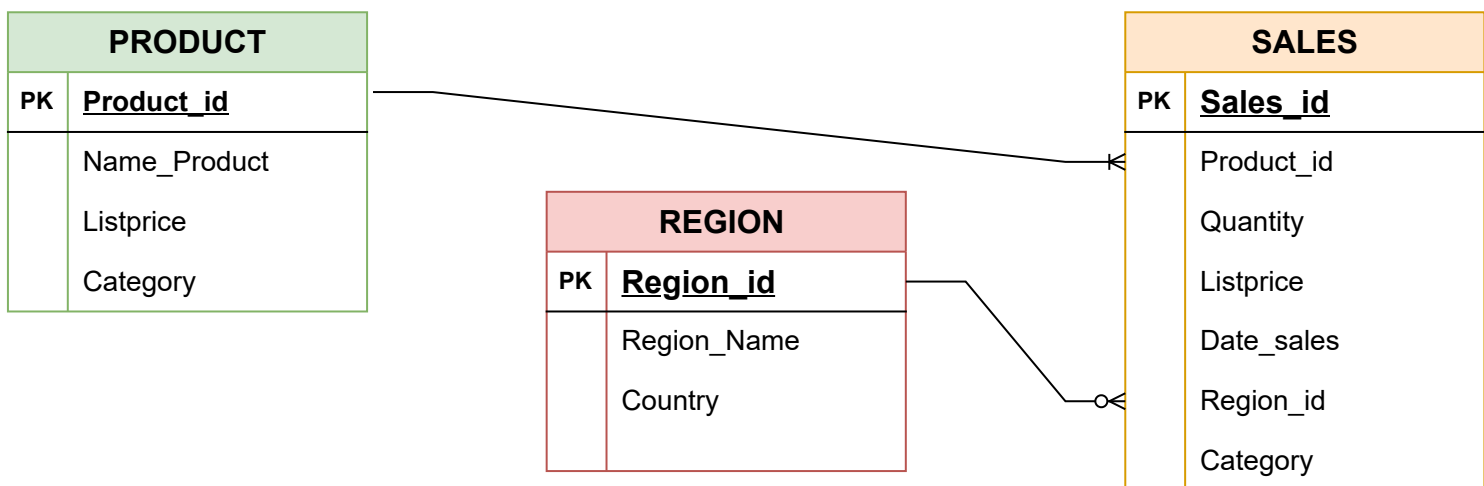 PRODUCT
PK Product_id
Name_Product
Listprice
Category
REGION
PK Region_id
Region_Name
Country
SALES
PK Sales_id
Product_id
Quantity
Listprice
Date_sales
Region_id
Category